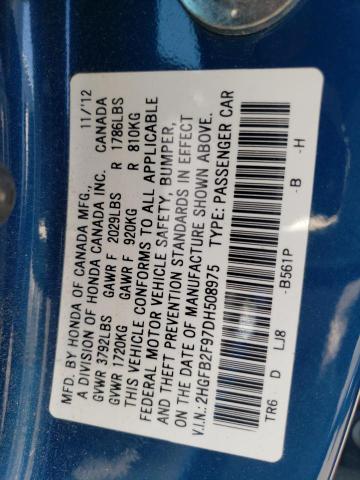 MFD. BY HONDA OF CANADA MFG., 11/12
A DIVISION OF HONDA CANADA INC. CANADA
GVWR 3792LBS GAWR F 2029LBS R 1786LBS
GVWR 1720KG GAWR F 920KG R 810KG
THIS VEHICLE CONFORMS TO ALL APPLICABLE
FEDERAL MOTOR VEHICLE SAFETY, BUMPER,
AND THEFT PREVENTION STANDARDS IN EFFECT
ON THE DATE OF MANUFACTURE SHOWN ABOVE.
V.I.N.: 2HGFB2F97DH508975 TYPE: PASSENGER CAR
TR6 D LJ8 -B561P -B -H